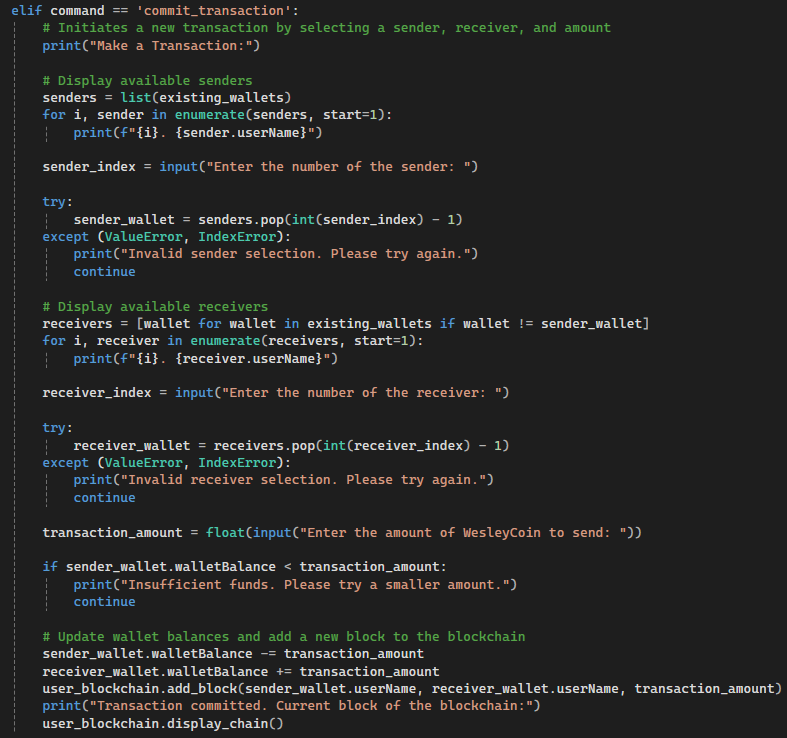 elif command == 'commit_transaction':
    # Initiates a new transaction by selecting a sender, receiver, and amount
    print("Make a Transaction:")

    # Display available senders
    senders = list(existing_wallets)
    for i, sender in enumerate(senders, start=1):
        print(f"{i}. {sender.userName}")

    sender_index = input("Enter the number of the sender: ")

    try:
        sender_wallet = senders.pop(int(sender_index) - 1)
    except (ValueError, IndexError):
        print("Invalid sender selection. Please try again.")
        continue

    # Display available receivers
    receivers = [wallet for wallet in existing_wallets if wallet != sender_wallet]
    for i, receiver in enumerate(receivers, start=1):
        print(f"{i}. {receiver.userName}")

    receiver_index = input("Enter the number of the receiver: ")

    try:
        receiver_wallet = receivers.pop(int(receiver_index) - 1)
    except (ValueError, IndexError):
        print("Invalid receiver selection. Please try again.")
        continue

    transaction_amount = float(input("Enter the amount of WesleyCoin to send: "))

    if sender_wallet.walletBalance < transaction_amount:
        print("Insufficient funds. Please try a smaller amount.")
        continue

    # Update wallet balances and add a new block to the blockchain
    sender_wallet.walletBalance -= transaction_amount
    receiver_wallet.walletBalance += transaction_amount
    user_blockchain.add_block(sender_wallet.userName, receiver_wallet.userName, transaction_amount)
    print("Transaction committed. Current block of the blockchain:")
    user_blockchain.display_chain()